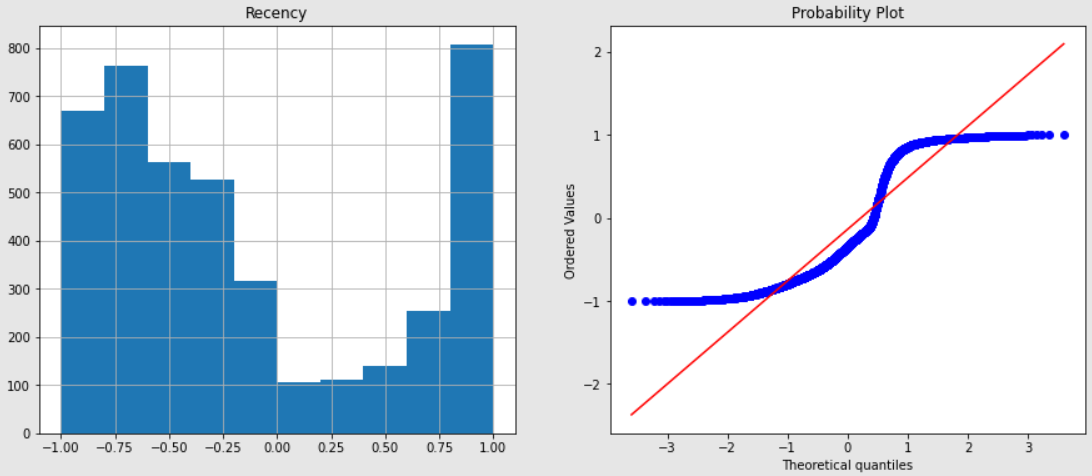 Recency
800
700
600
500
400
300
200
100
0
−1.00 −0.75 −0.50 −0.25 0.00 0.25 0.50 0.75 1.00
Probability Plot
Ordered Values
2
1
0
−1
−2
−3 −2 −1 0 1 2 3
Theoretical quantiles